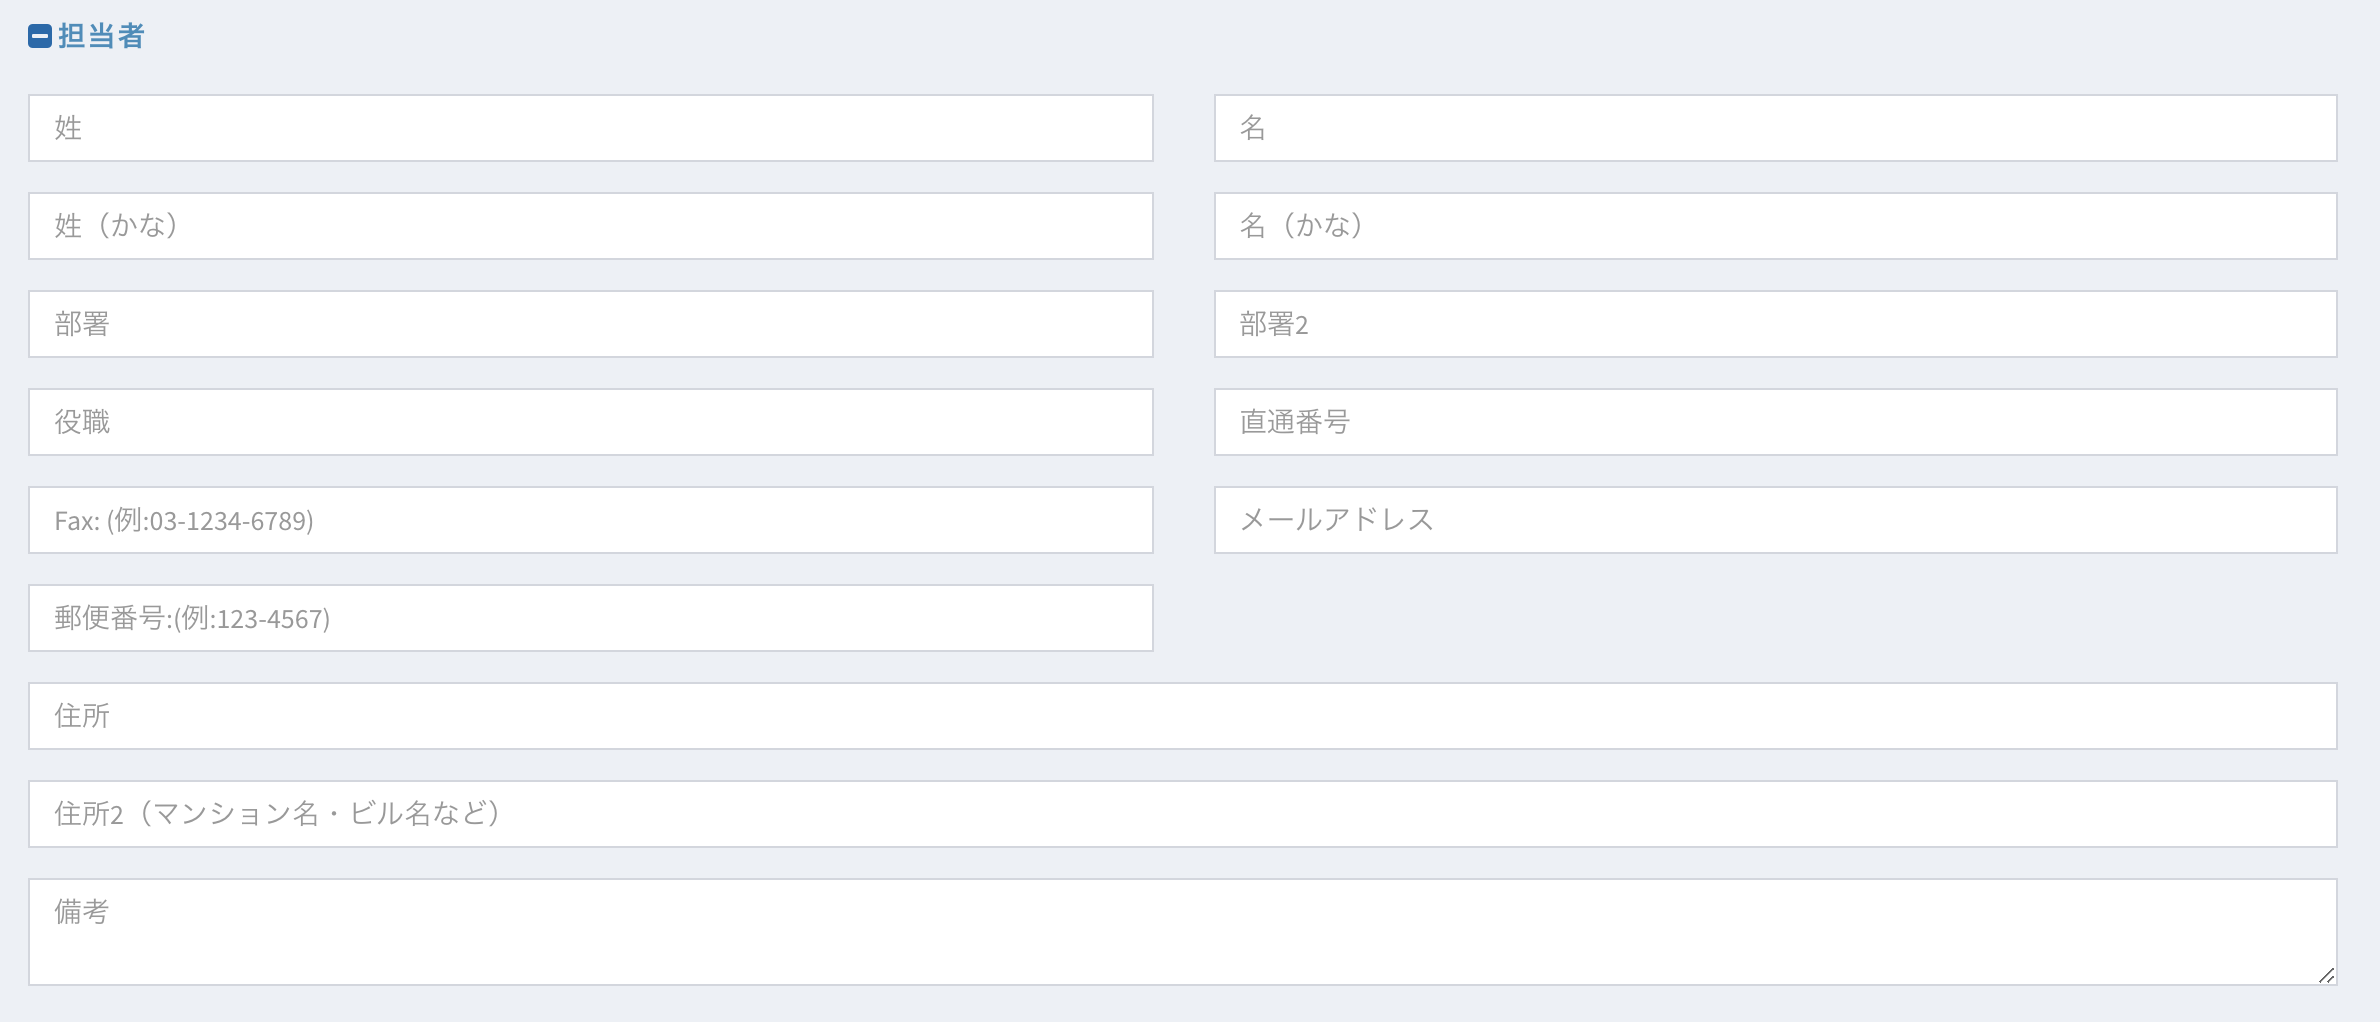 担当者
姓
名
姓（かな）
名（かな）
部署
部署2
役職
直通番号
Fax: (例:03-1234-6789)
メールアドレス
郵便番号:(例:123-4567)
住所
住所2（マンション名・ビル名など）
備考